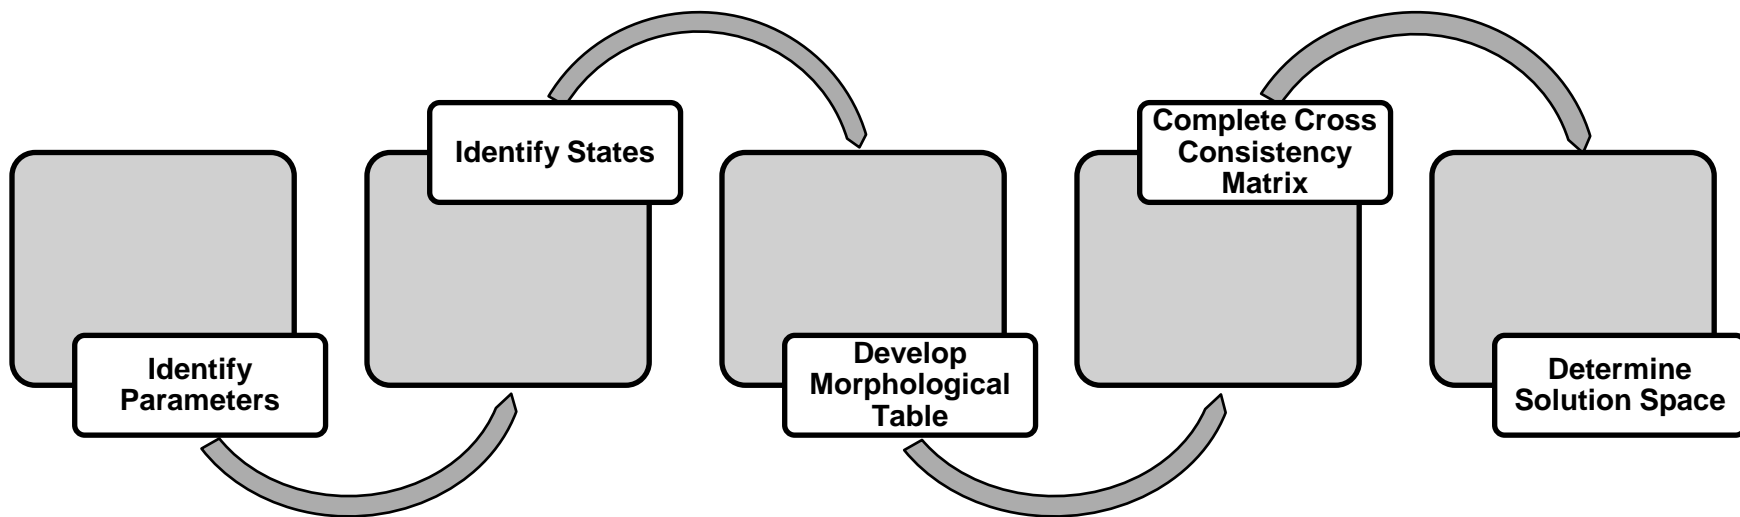 Identify
Parameters
Identify States
Develop
Morphological
Table
Complete Cross
Consistency
Matrix
Determine
Solution Space